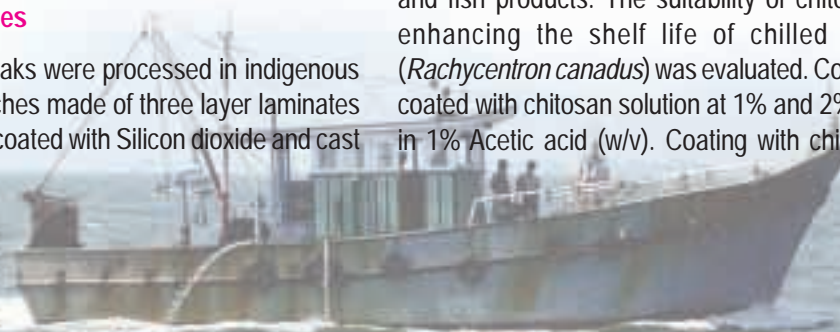 es
aks were processed in indigenous
ches made of three layer laminates
coated with Silicon dioxide and cast
and fish products. The suitability of chito
enhancing the shelf life of chilled
(Rachycentron canadus) was evaluated. Co
coated with chitosan solution at 1% and 2%
in 1% Acetic acid (w/v). Coating with chi